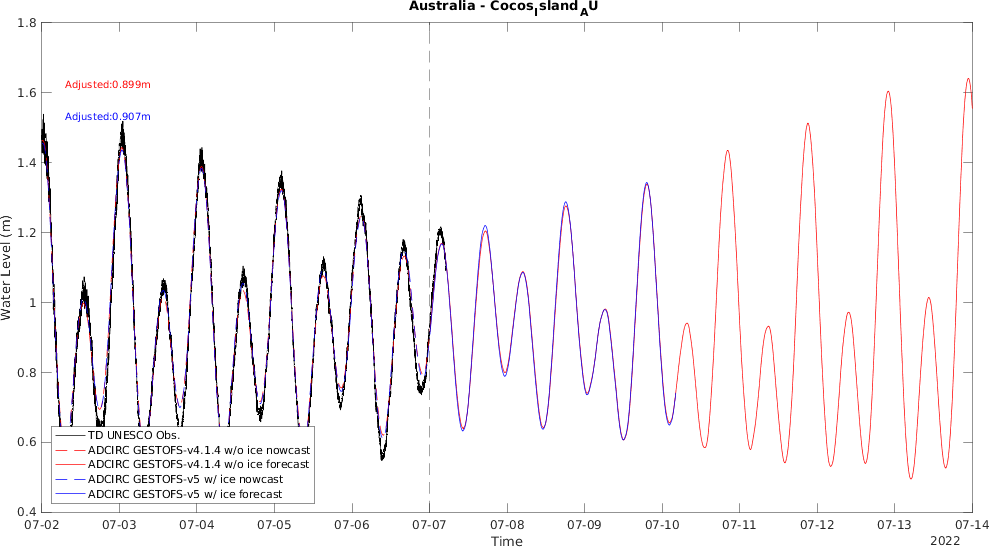 Australia - Cocos_Island_AU
1.8
1.6
1.4
1.2
1
0.8
0.6
0.4
Water Level (m)
Adjusted:0.899m
Adjusted:0.907m
TD UNESCO Obs.
ADCIRC GESTOFS-v4.1.4 w/o ice nowcast
ADCIRC GESTOFS-v4.1.4 w/o ice forecast
ADCIRC GESTOFS-v5 w/ ice nowcast
ADCIRC GESTOFS-v5 w/ ice forecast
07-02 07-03 07-04 07-05 07-06 07-07 07-08 07-09 07-10 07-11 07-12 07-13 07-14
Time
2022